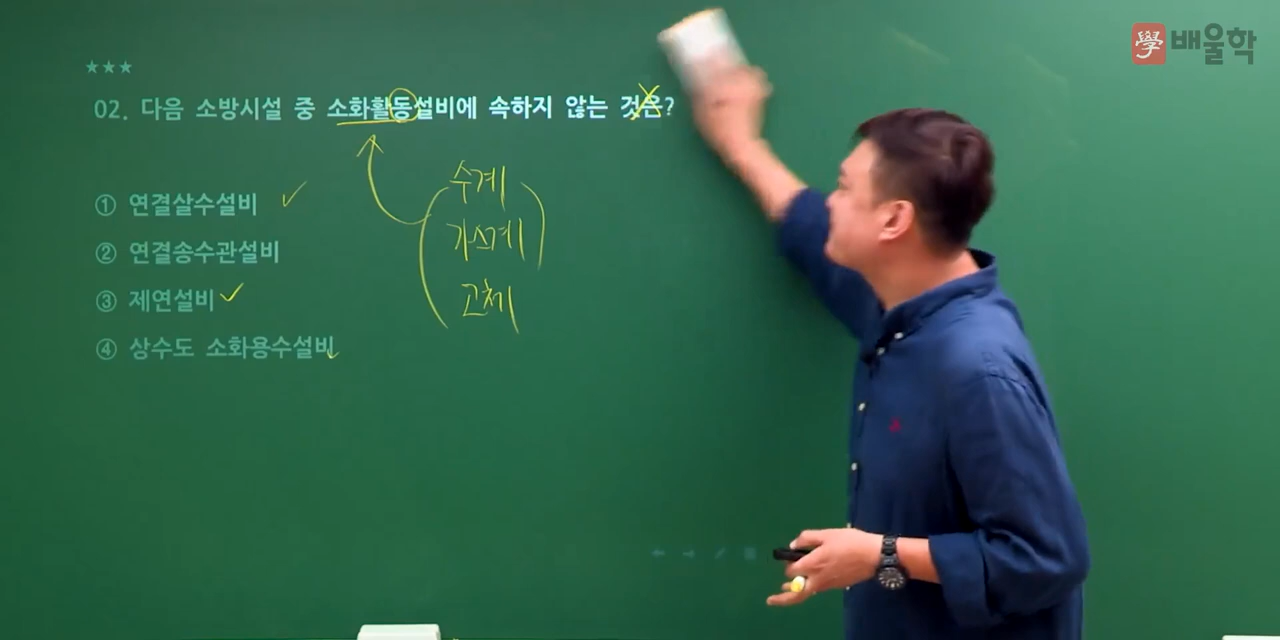 學 배울학
★★★
02. 다음 소방시설 중 소화활동설비에 속하지 않는 것은?
① 연결살수설비
② 연결송수관설비
③ 제연설비
④ 상수도 소화용수설비
수계
가스계
고체